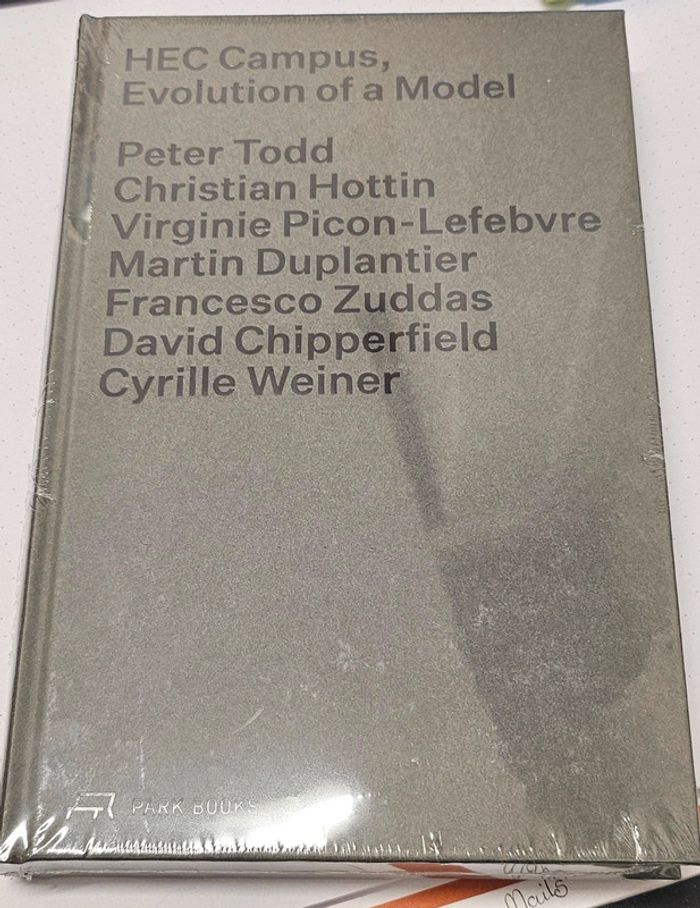 HEC Campus,
Evolution of a Model
Peter Todd
Christian Hottin
Virginie Picon-Lefebvre
Martin Duplantier
Francesco Zuddas
David Chipperfield
Cyrille Weiner
PARK BOOKS
Mails